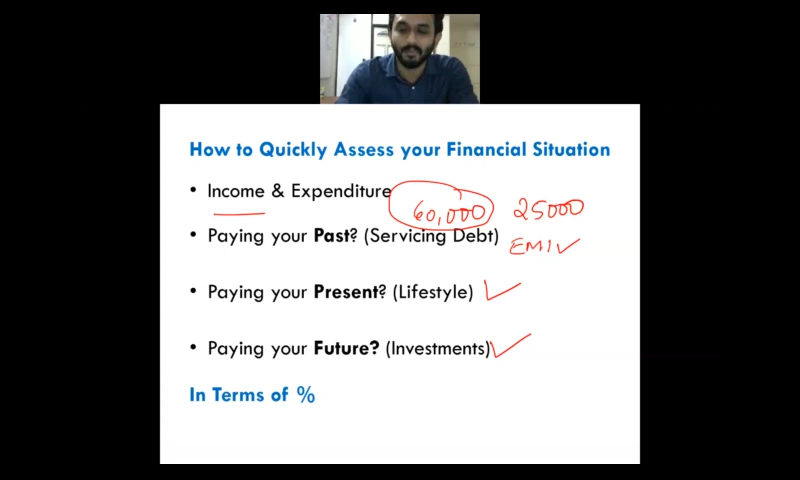 How to Quickly Assess your Financial Situation
• Income & Expenditure
60,000 25000
• Paying your Past? (Servicing Debt)
EMI
• Paying your Present? (Lifestyle)
• Paying your Future? (Investments)
In Terms of %